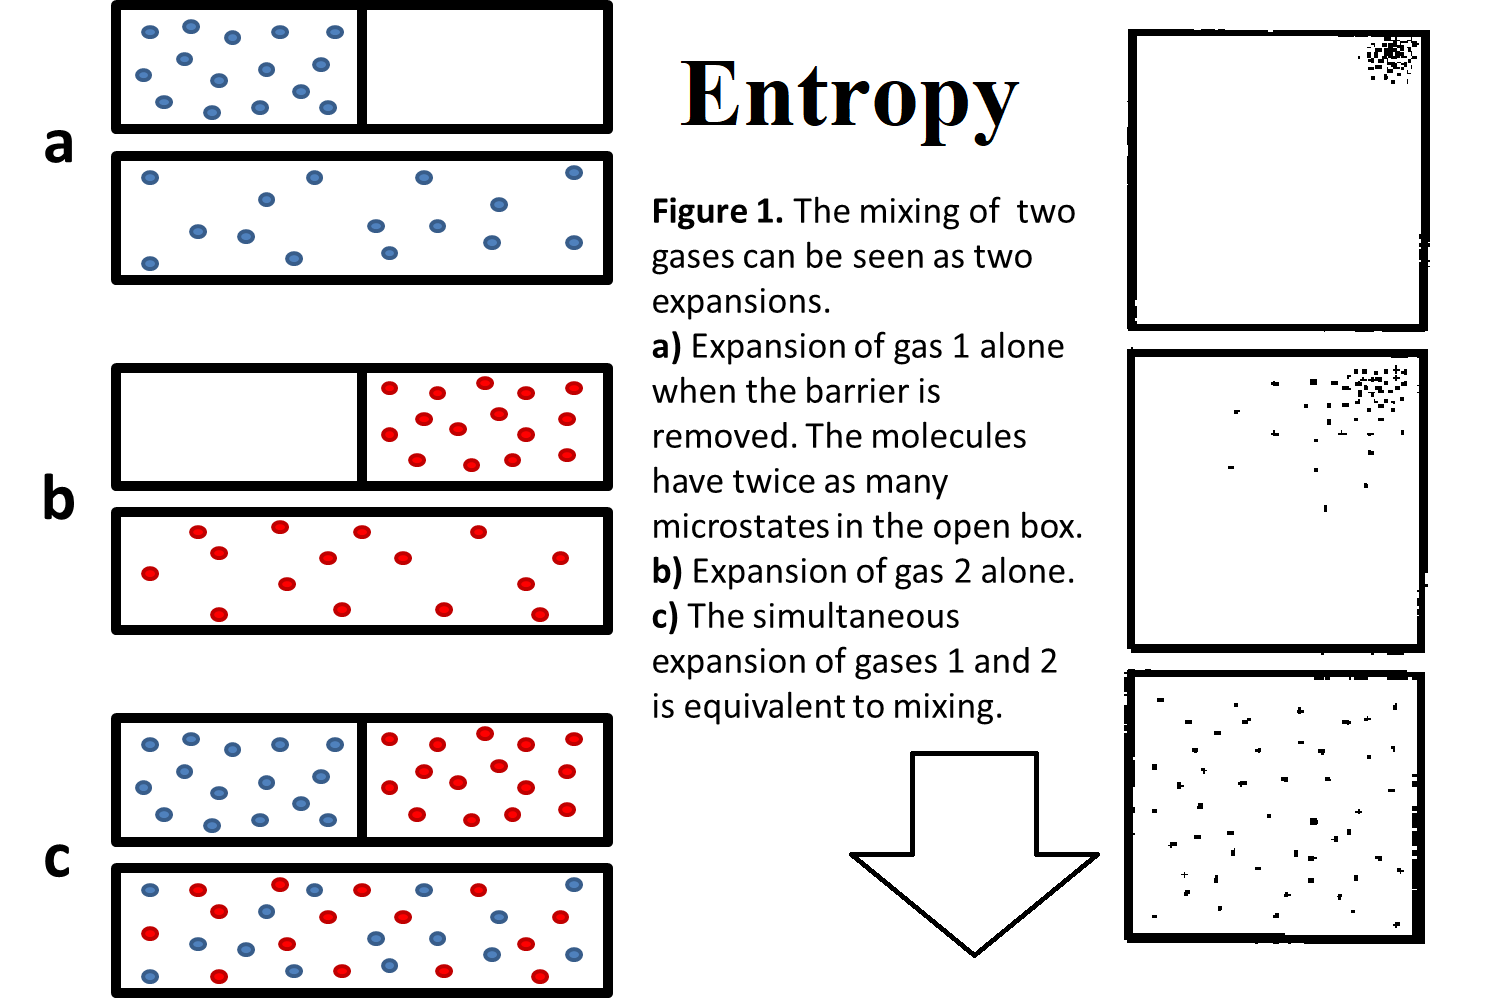 Entropy
a
Figure 1. The mixing of two
gases can be seen as two
expansions.
a) Expansion of gas 1 alone
when the barrier is
removed. The molecules
have twice as many
microstates in the open box.
b
b) Expansion of gas 2 alone.
c) The simultaneous
expansion of gases 1 and 2
is equivalent to mixing.
c